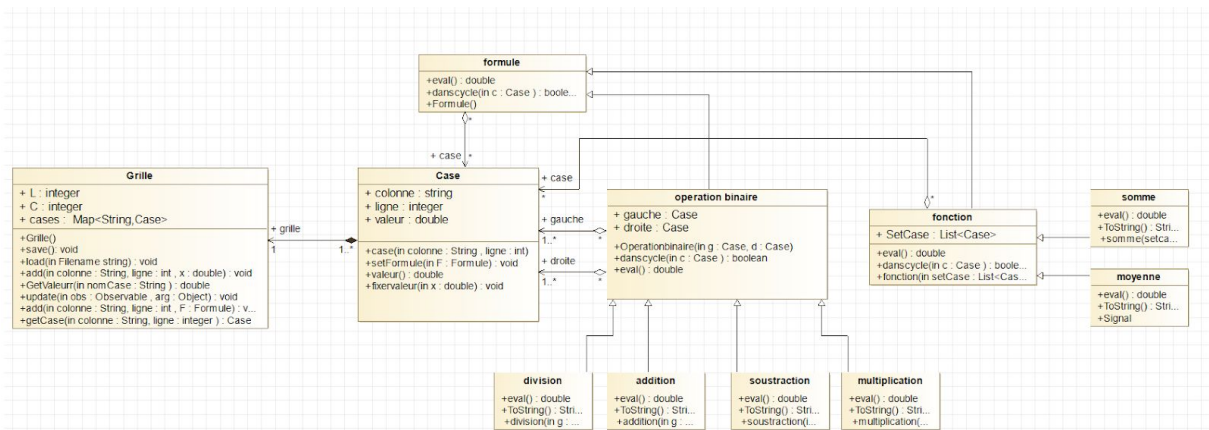 formule
+eval() : double
+danscycle(in c : Case ) : boole...
+Formule()
*
+ case
*
Grille
+ L : integer
+ C : integer
+ cases : Map<String,Case>
+Grille()
+save(): void
+load(in Filename string) : void
+add(in colonne : String, ligne : int , x : double) : void
+GetValeurr(in nomCase : String ) : double
+update(in obs : Observable , arg : Object) : void
+add(in colonne : String, ligne : int , F : Formule) : v...
+getCase(in colonne : String, ligne : integer ) : Case
+ grille
1
1..*
Case
+ colonne : string
+ ligne : integer
+ valeur : double
+case(in colonne : String , ligne : int)
+setFormule(in F : Formule) : void
+valeur() : double
+fixervaleur(in x : double) : void
+ case
*
+ gauche
1..*
*
+ droite
1..*
*
operation binaire
+ gauche : Case
+ droite : Case
+Operationbinaire(in g : Case, d : Case)
+danscycle(in c : Case ) : boolean
+eval() : double
*
fonction
+ SetCase : List<Case>
+eval() : double
+danscycle(in c : Case ) : boole...
+fonction(in setCase : List<Cas...
somme
+eval() : double
+ToString() : Stri...
+somme(setca...
moyenne
+eval() : double
+ToString() : Stri...
+Signal
division
+eval() : double
+ToString() : Stri...
+division(in g : ...
addition
+eval() : double
+ToString() : Stri...
+addition(in g : ...
soustraction
+eval() : double
+ToString() : Stri...
+soustraction(i...
multiplication
+eval() : double
+ToString() : Stri...
+multiplication(...